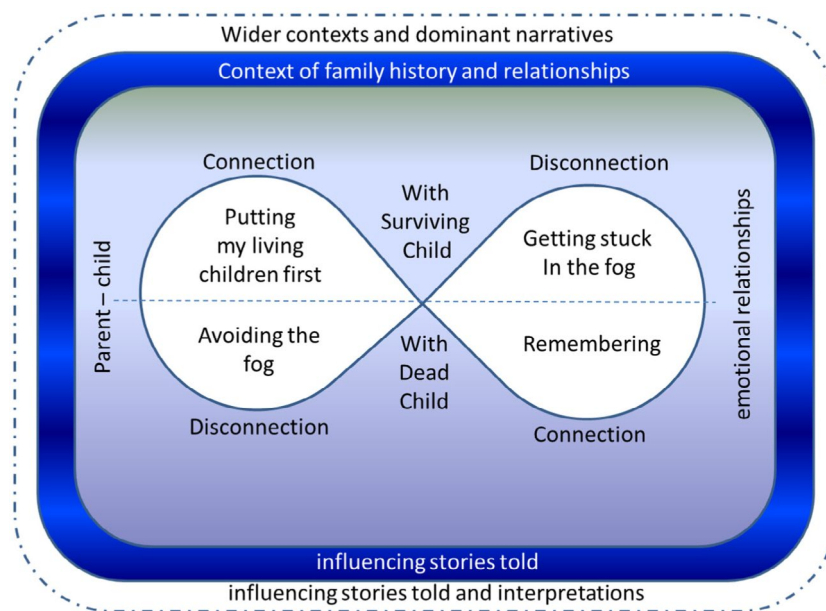 Wider contexts and dominant narratives
Context of family history and relationships
Connection
Disconnection
With
Surviving
Child
Putting
my living
children first
Getting stuck
In the fog
Parent – child
emotional relationships
Avoiding the
fog
With
Dead
Child
Remembering
Disconnection
Connection
influencing stories told
influencing stories told and interpretations